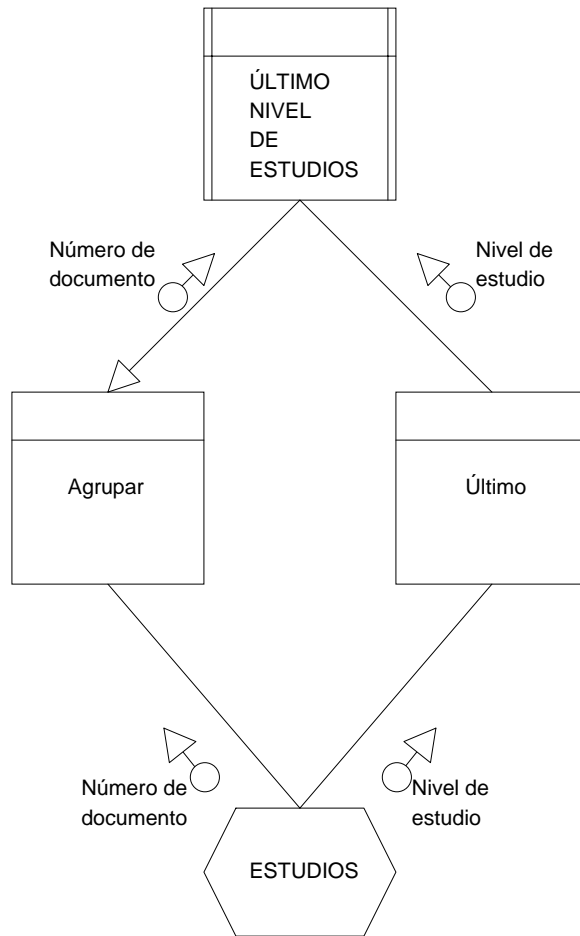 ÚLTIMO
NIVEL
DE
ESTUDIOS
Número de
documento
Nivel de
estudio
Agrupar
Último
Número de
documento
Nivel de
estudio
ESTUDIOS